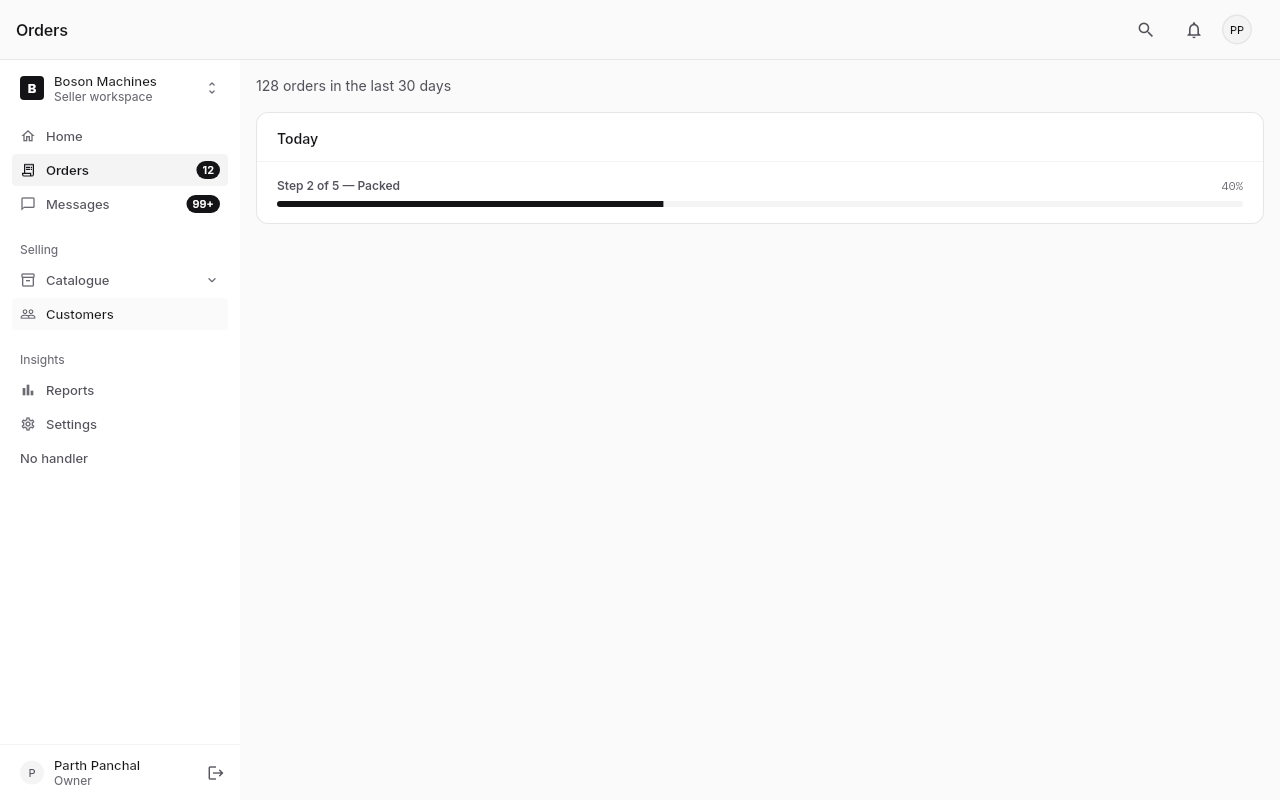 Orders
PP
B
Boson Machines
Seller workspace
Home
Orders 12
Messages 99+
Selling
Catalogue
Customers
Insights
Reports
Settings
No handler
P
Parth Panchal
Owner
128 orders in the last 30 days
Today
Step 2 of 5 — Packed 40%